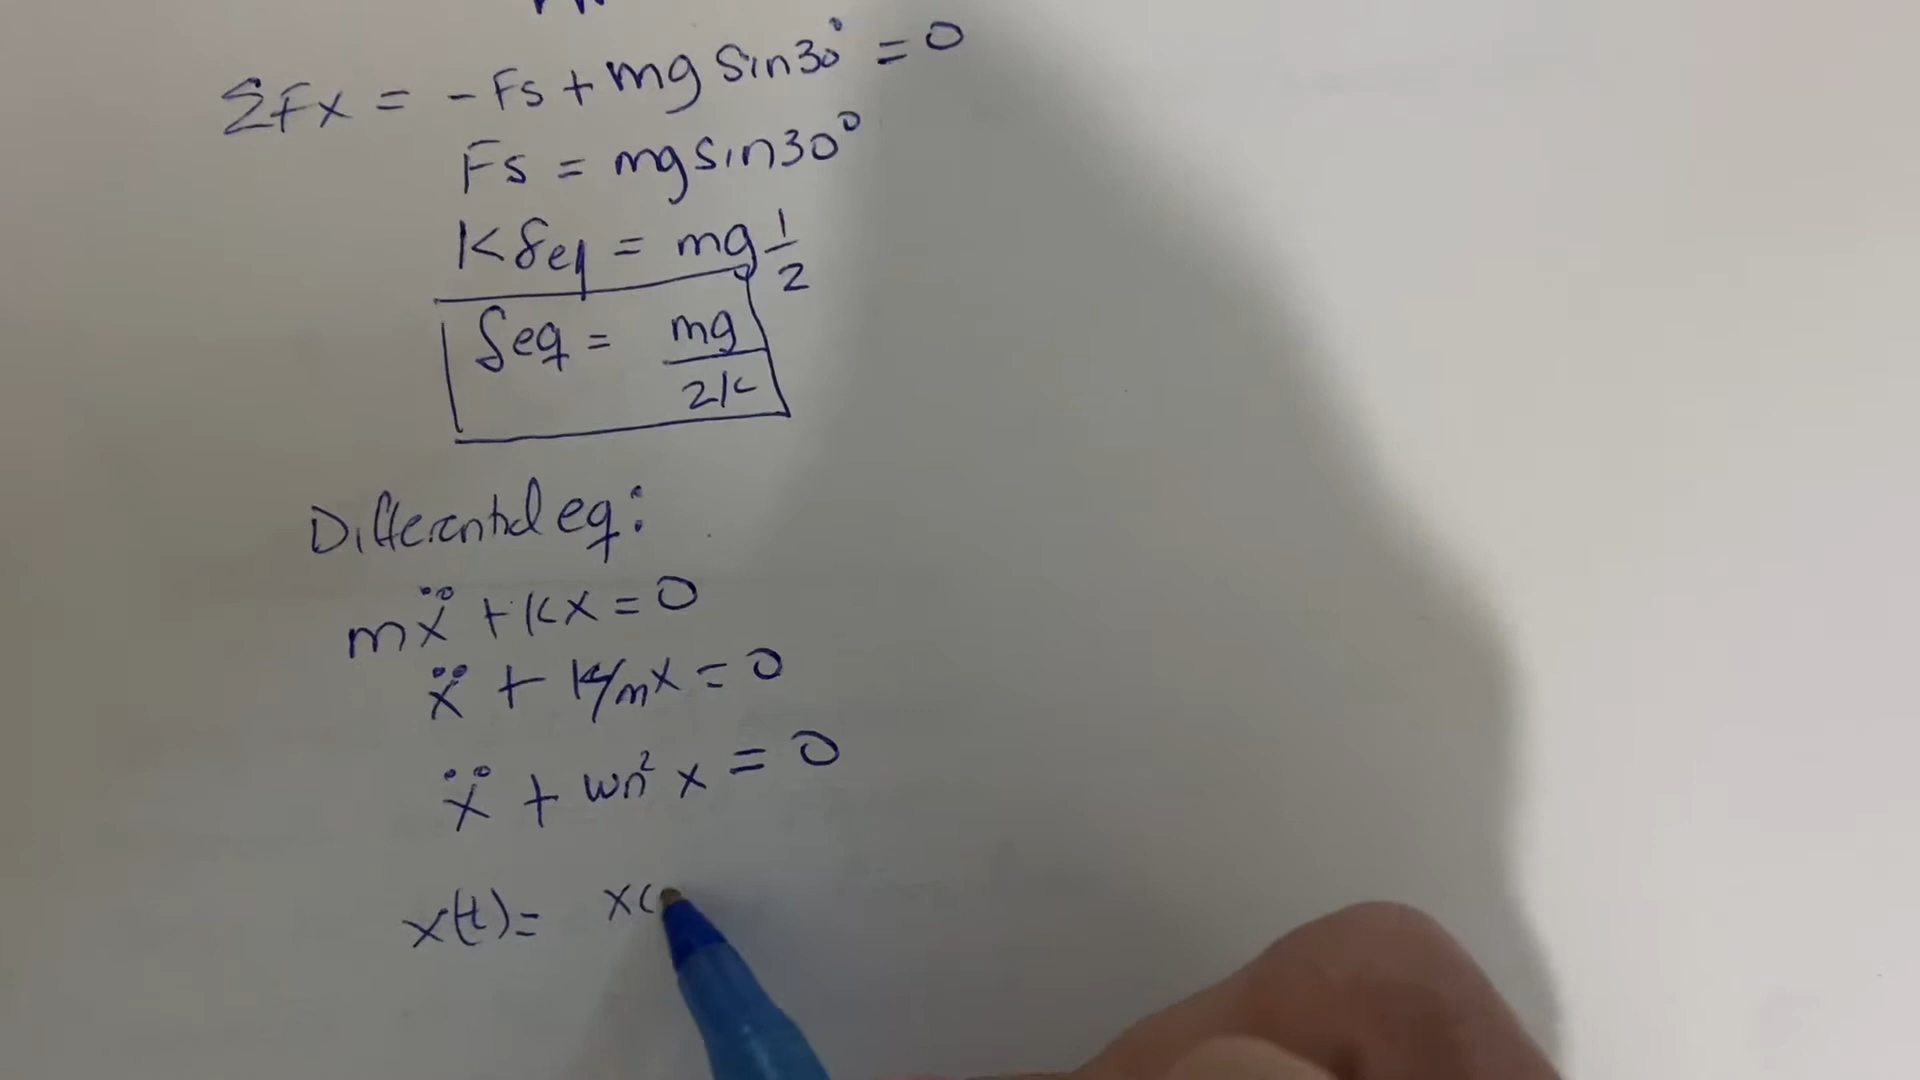 ΣFx = -Fs + mg sin30° = 0
Fs = mg sin30°
Kδeq = mg 1/2
δeq = mg/2K
Differential eq:
mẍ + Kx = 0
ẍ + K/m x = 0
ẍ + wn² x = 0
x(t) = x(